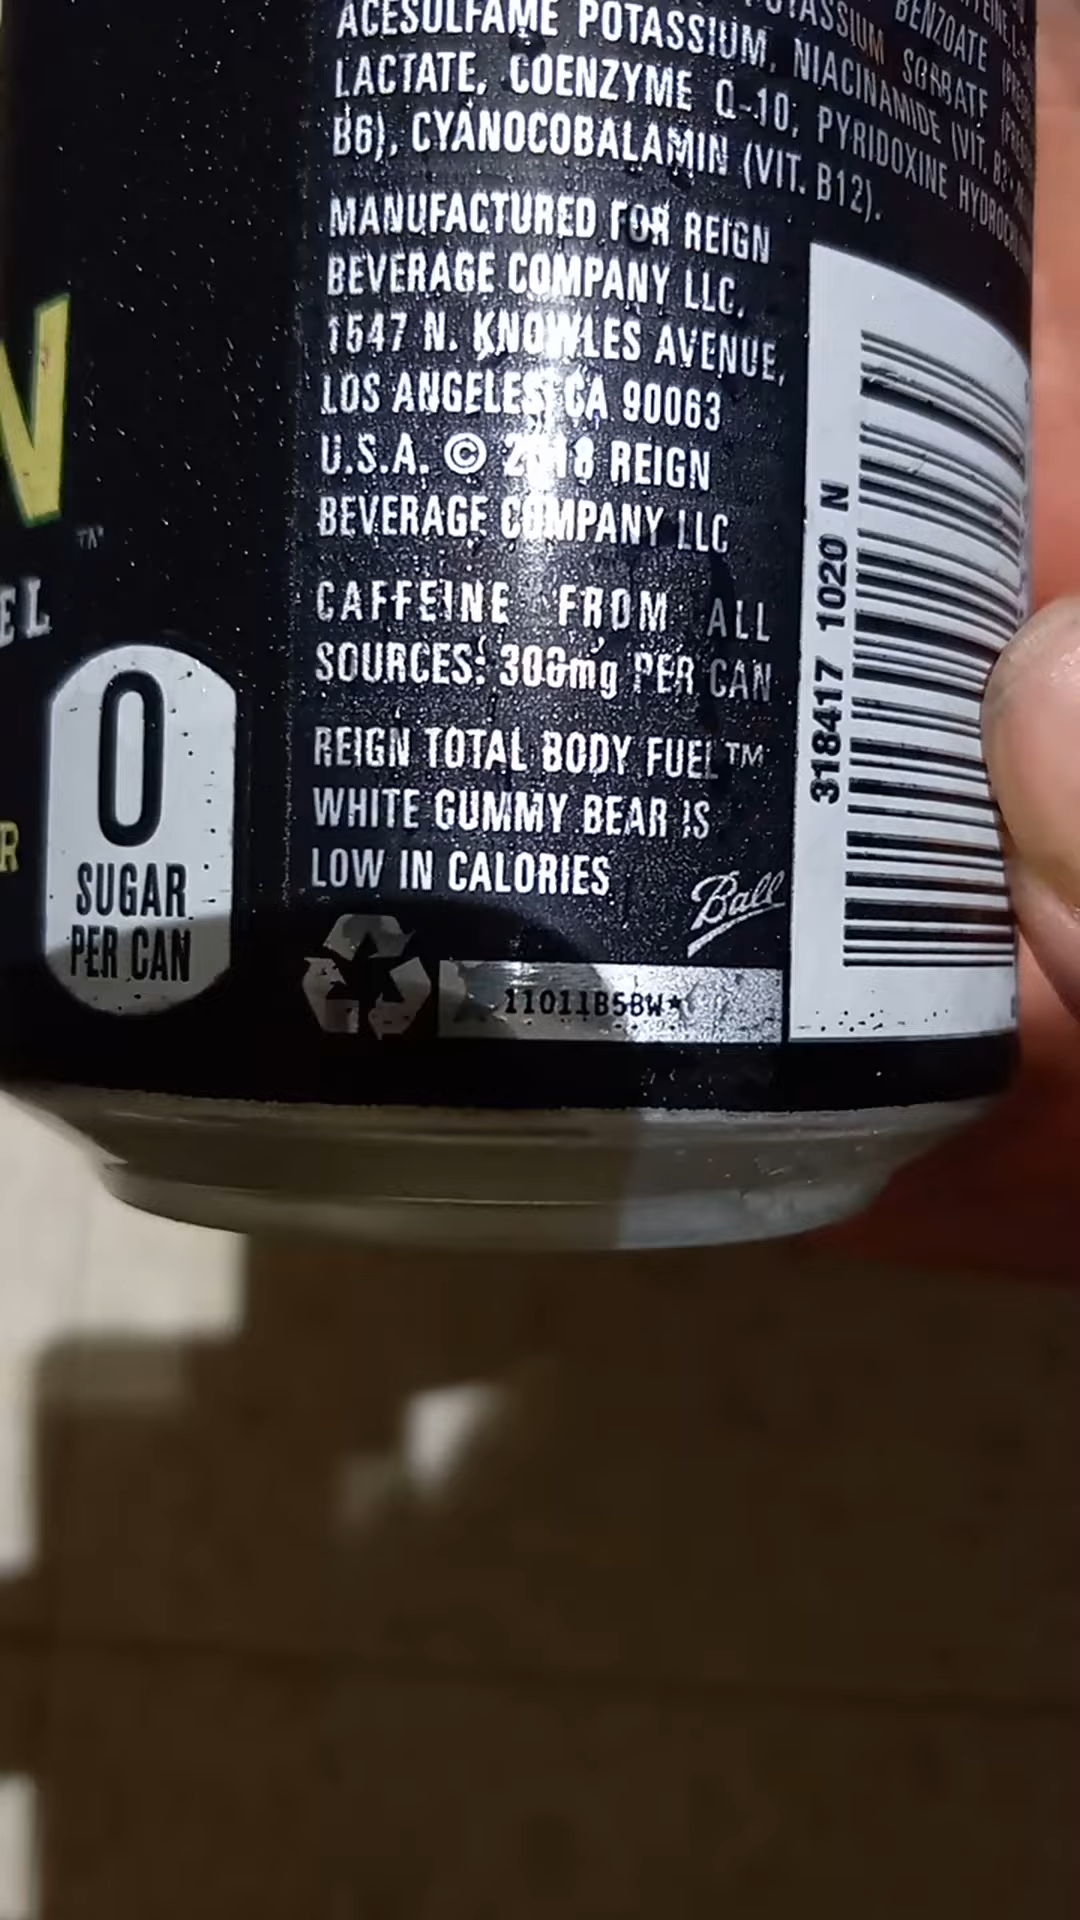 ACESULFAME POTASSIUM, NIACINAMIDE (VIT. B3)
LACTATE, COENZYME Q-10, PYRIDOXINE
B6), CYANOCOBALAMIN (VIT. B12).
POTASSIUM SORBATE
BENZOATE
MANUFACTURED FOR REIGN
BEVERAGE COMPANY LLC,
1547 N. KNOWLES AVENUE,
LOS ANGELES CA 90063
U.S.A. © 2018 REIGN
BEVERAGE COMPANY LLC
CAFFEINE FROM ALL
SOURCES: 300mg PER CAN
REIGN TOTAL BODY FUEL™
WHITE GUMMY BEAR IS
LOW IN CALORIES
Ball
11011B5BW*
318417 1020 N
N
™
EL
R
0
SUGAR
PER CAN